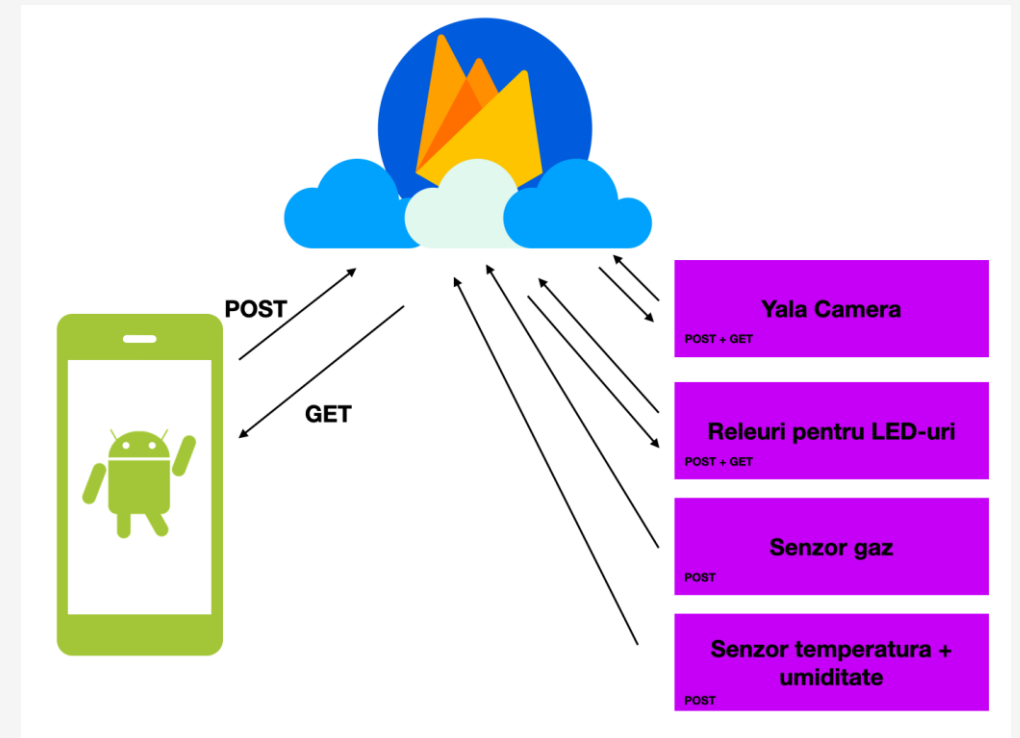 POST
GET
Yala Camera
POST + GET
Releuri pentru LED-uri
POST + GET
Senzor gaz
POST
Senzor temperatura +
umiditate
POST